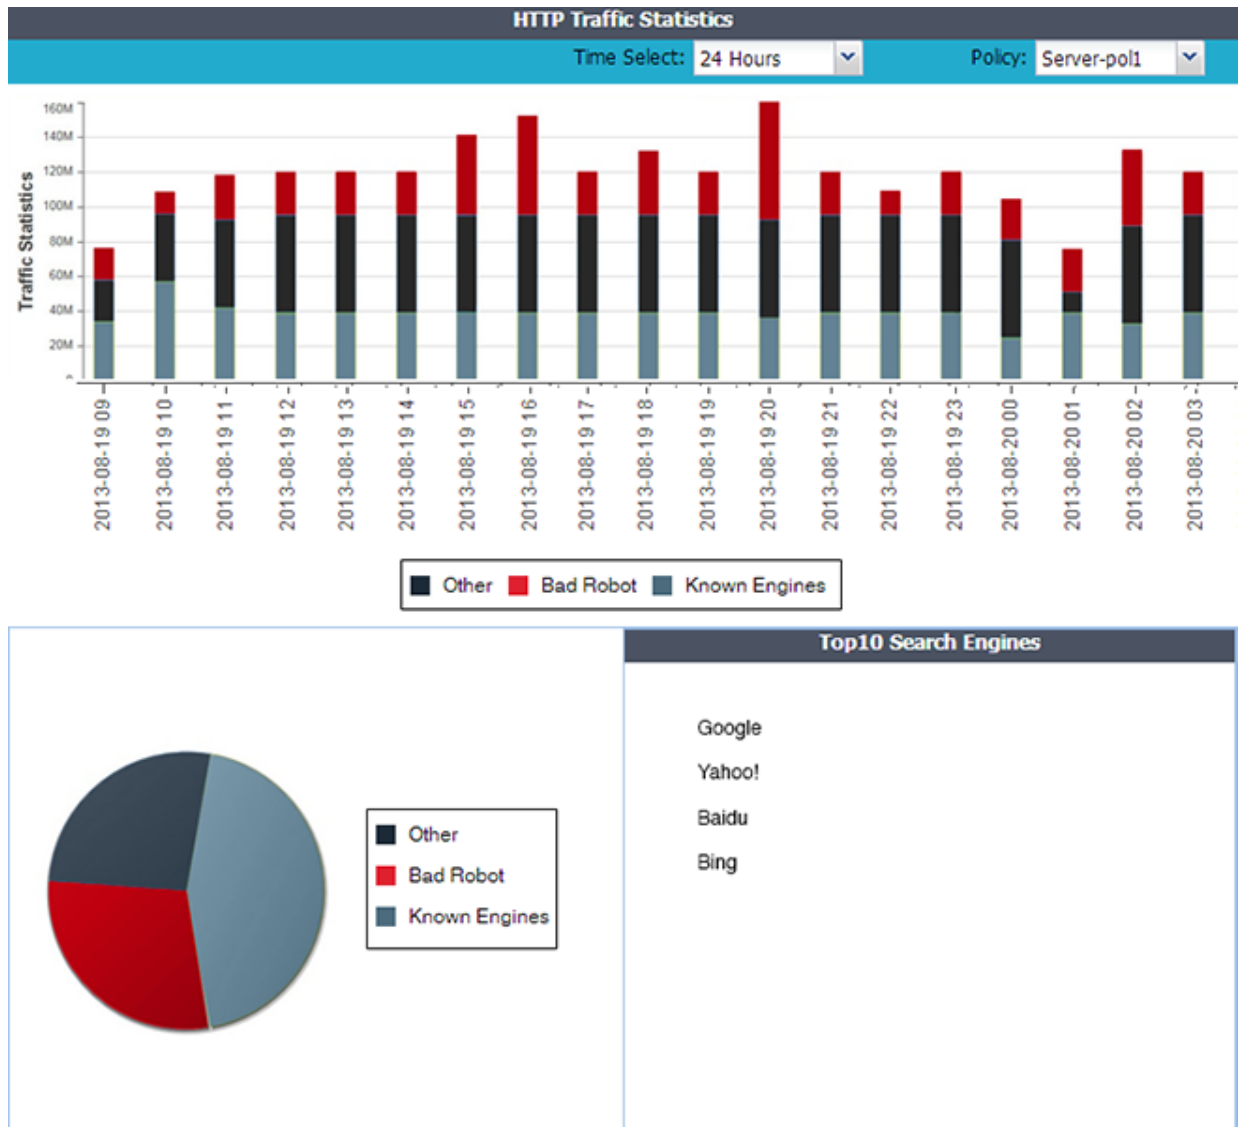 HTTP Traffic Statistics
Time Select: 24 Hours Policy: Server-pol1
Traffic Statistics
160M
140M
120M
100M
80M
60M
40M
20M
2013-08-19 09
2013-08-19 10
2013-08-19 11
2013-08-19 12
2013-08-19 13
2013-08-19 14
2013-08-19 15
2013-08-19 16
2013-08-19 17
2013-08-19 18
2013-08-19 19
2013-08-19 20
2013-08-19 21
2013-08-19 22
2013-08-19 23
2013-08-20 00
2013-08-20 01
2013-08-20 02
2013-08-20 03
Other Bad Robot Known Engines
Other
Bad Robot
Known Engines
Top10 Search Engines
Google
Yahoo!
Baidu
Bing